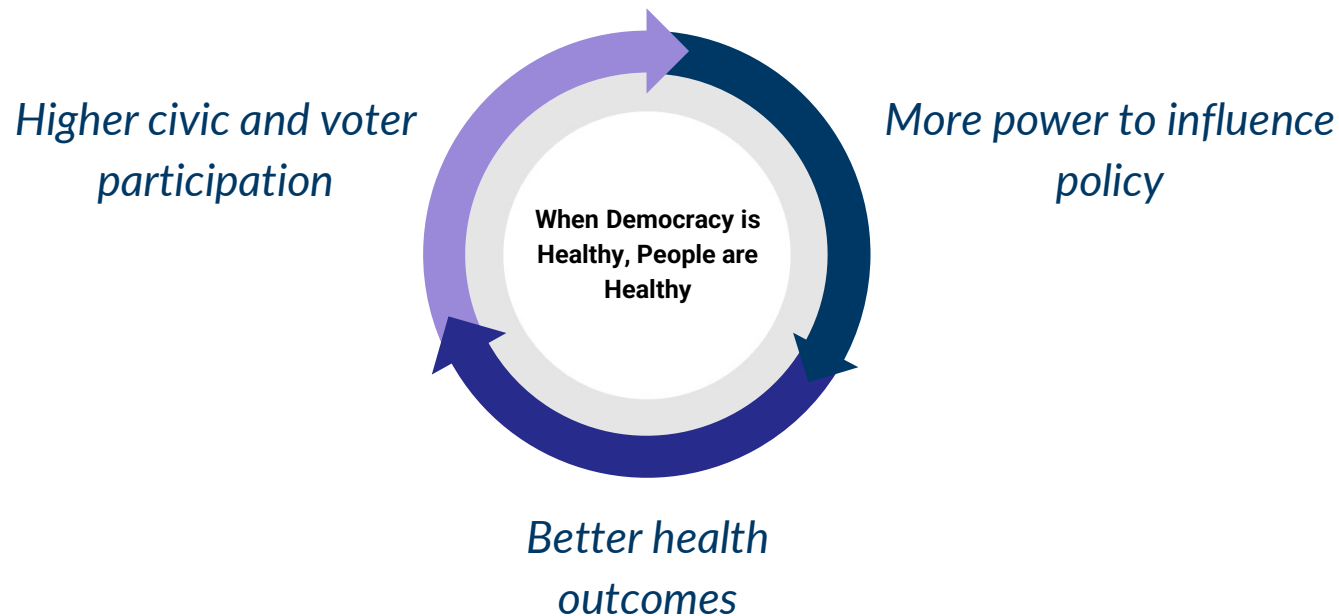 Higher civic and voter
participation
More power to influence
policy
When Democracy is
Healthy, People are
Healthy
Better health
outcomes